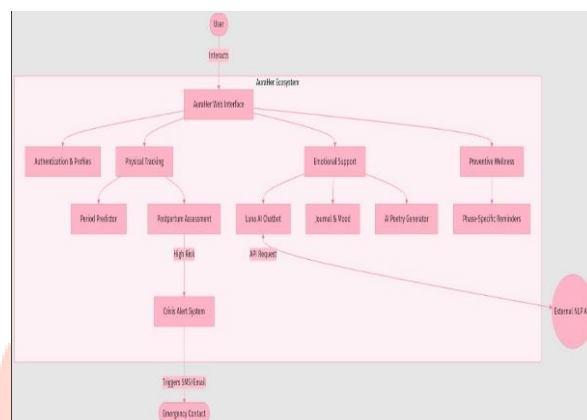 User
Interacts
AuraHer Ecosystem
AuraHer Web Interface
Authentication & Profiles
Physical Tracking
Emotional Support
Preventive Wellness
Period Predictor
Postpartum Assessment
Luna AI Chatbot
Journal & Mood
AI Poetry Generator
Phase-Specific Reminders
High Risk
API Request
Crisis Alert System
External NLP
Triggers SMS/Email
Emergency Contact